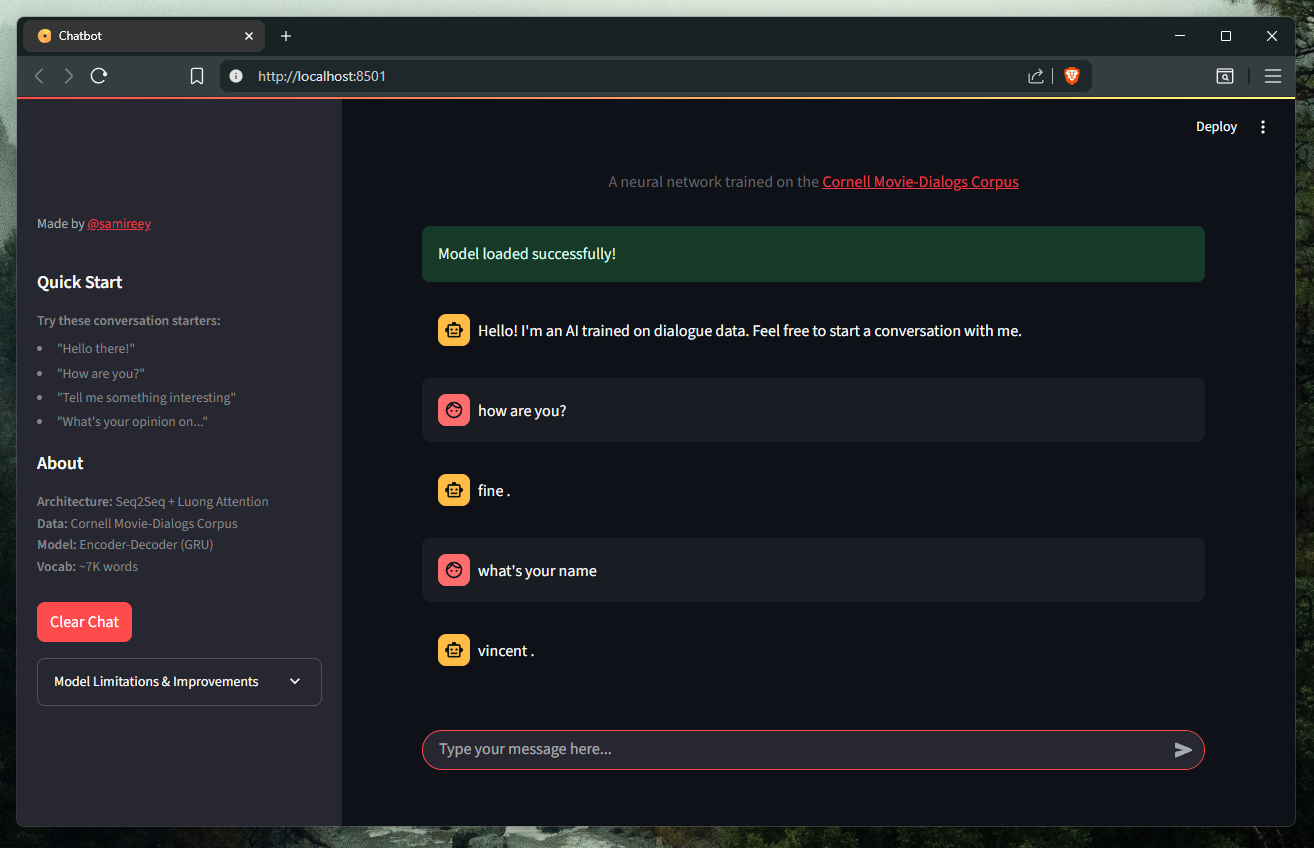 Chatbot
http://localhost:8501
Deploy
Made by @samireey
Quick Start
Try these conversation starters:
"Hello there!"
"How are you?"
"Tell me something interesting"
"What's your opinion on..."
About
Architecture: Seq2Seq + Luong Attention
Data: Cornell Movie-Dialogs Corpus
Model: Encoder-Decoder (GRU)
Vocab: ~7K words
Clear Chat
Model Limitations & Improvements
A neural network trained on the Cornell Movie-Dialogs Corpus
Model loaded successfully!
Hello! I'm an AI trained on dialogue data. Feel free to start a conversation with me.
how are you?
fine .
what's your name
vincent .
Type your message here...